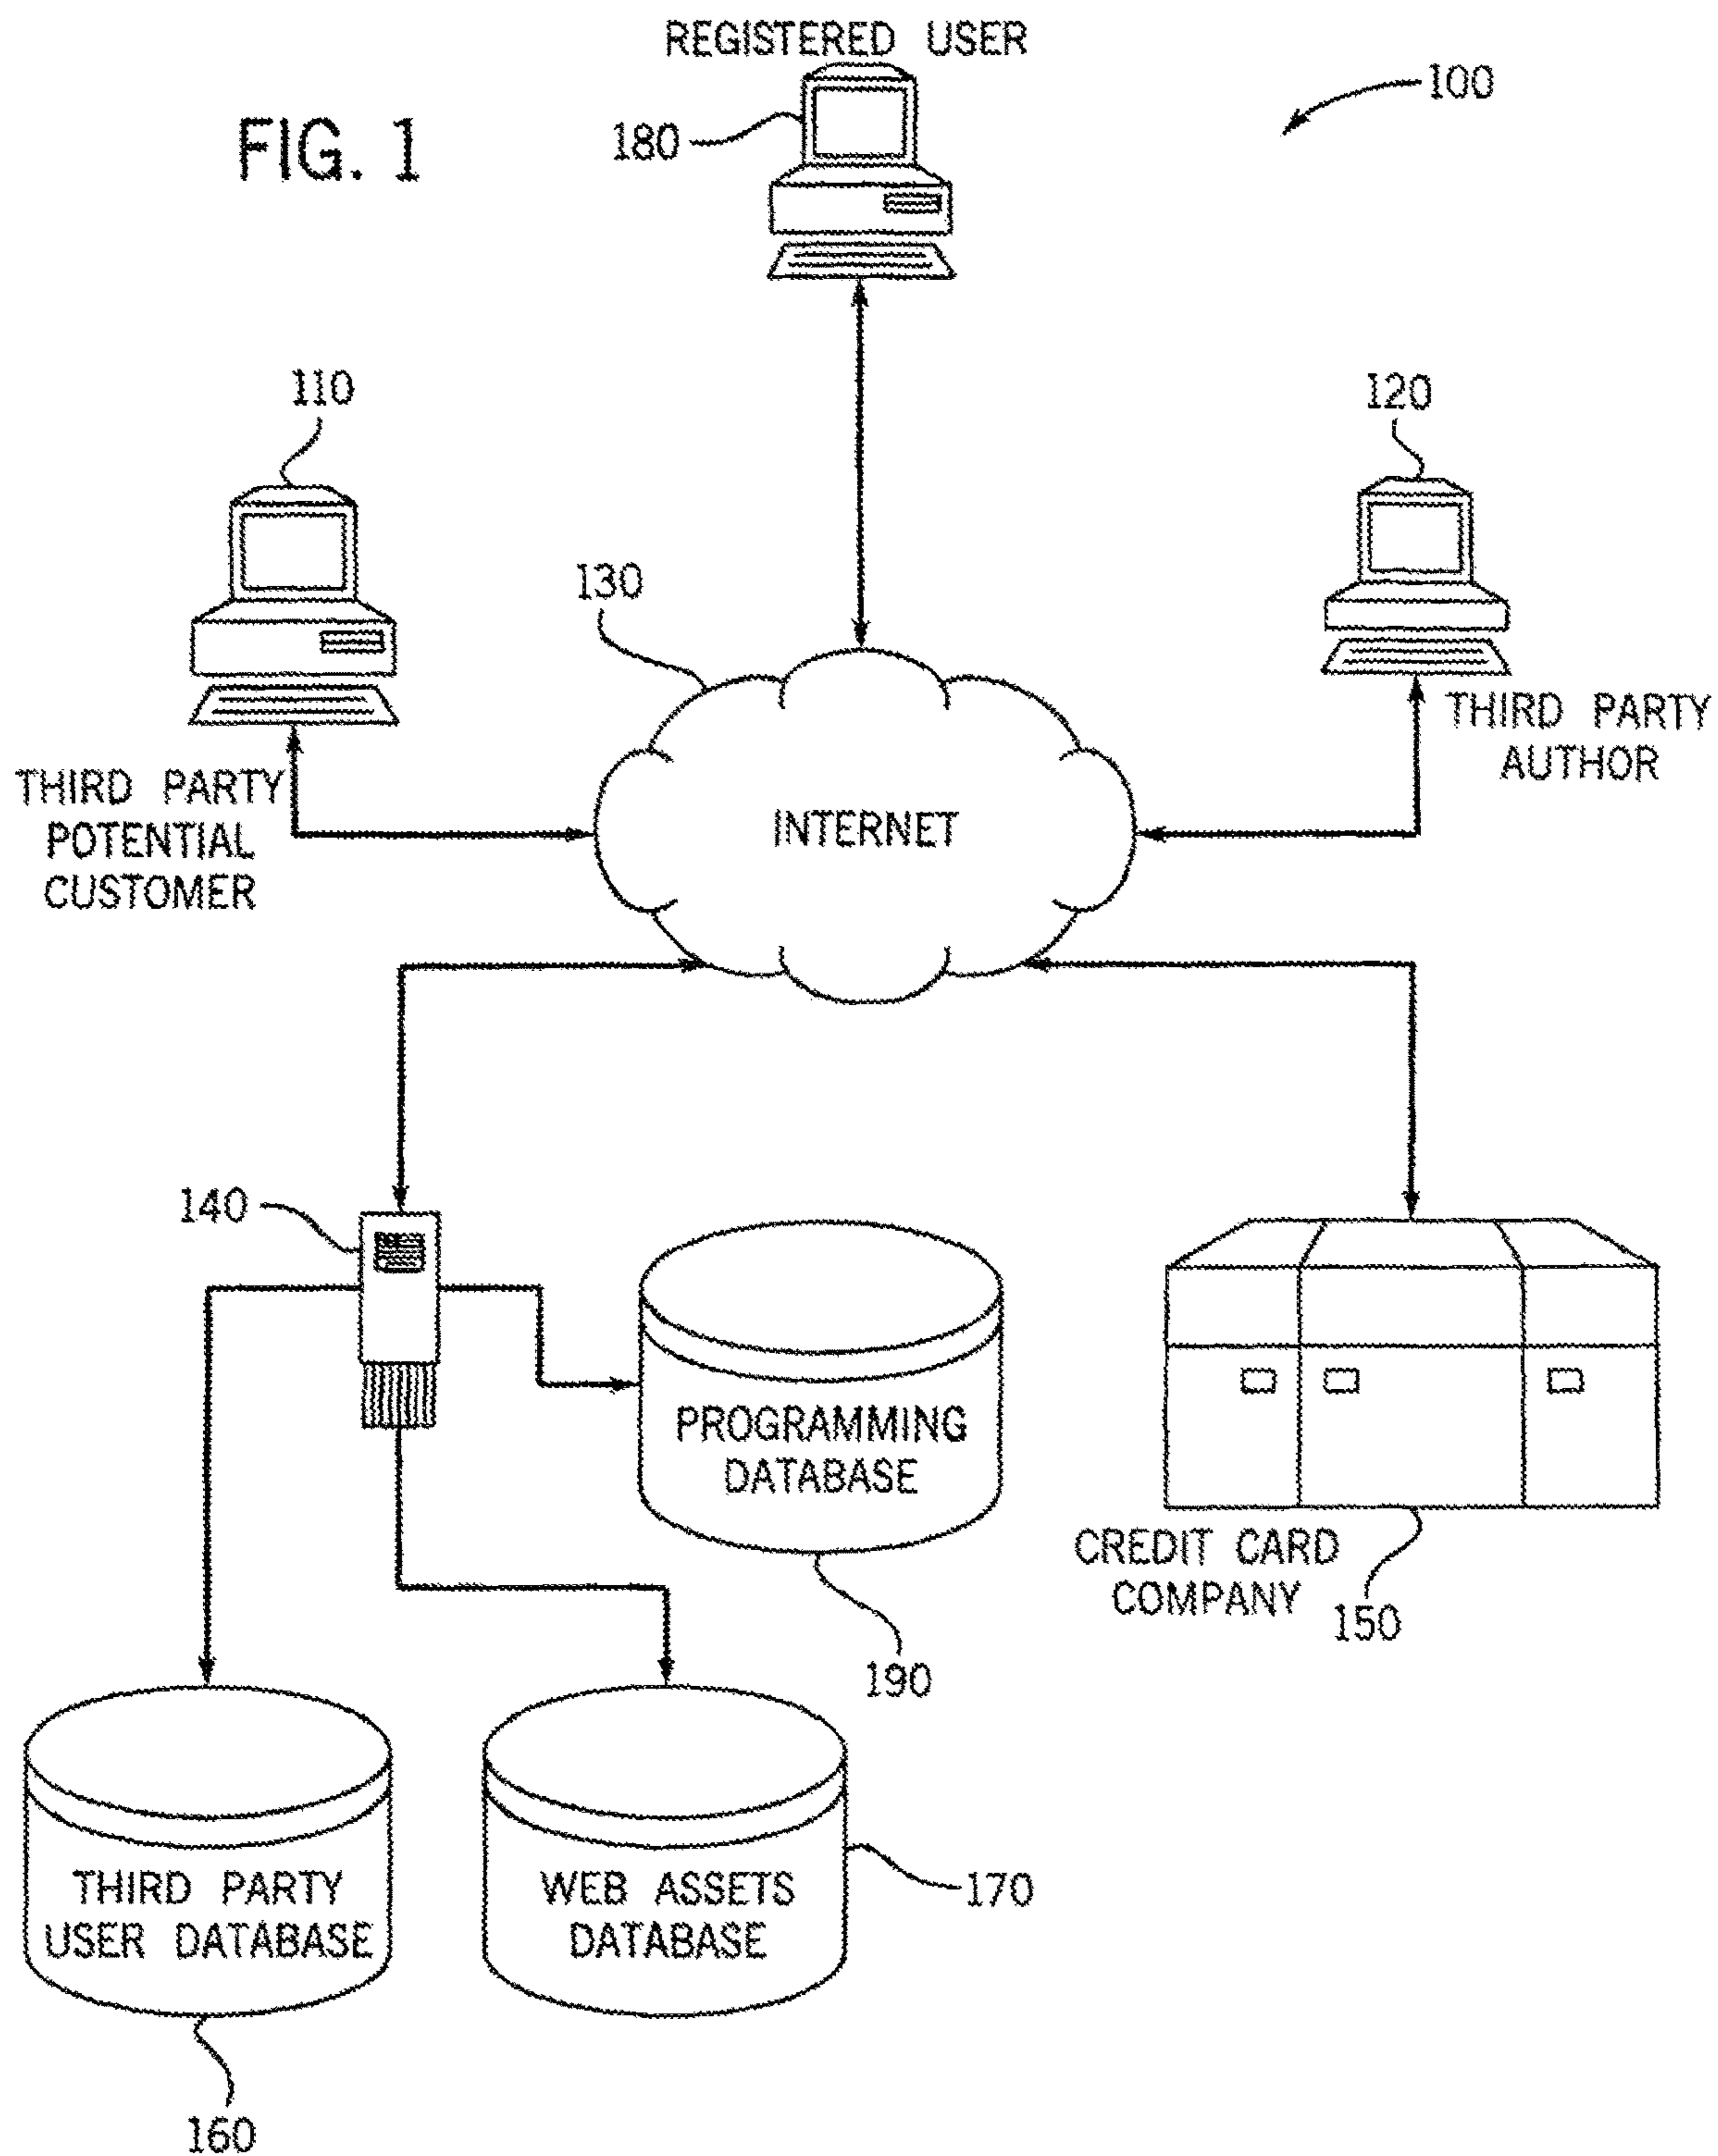 REGISTERED USER
FIG. 1
100
180
110
120
130
THIRD PARTY
AUTHOR
THIRD PARTY
POTENTIAL
CUSTOMER
INTERNET
140
PROGRAMMING
DATABASE
CREDIT CARD
COMPANY
150
190
THIRD PARTY
USER DATABASE
WEB ASSETS
DATABASE
170
160